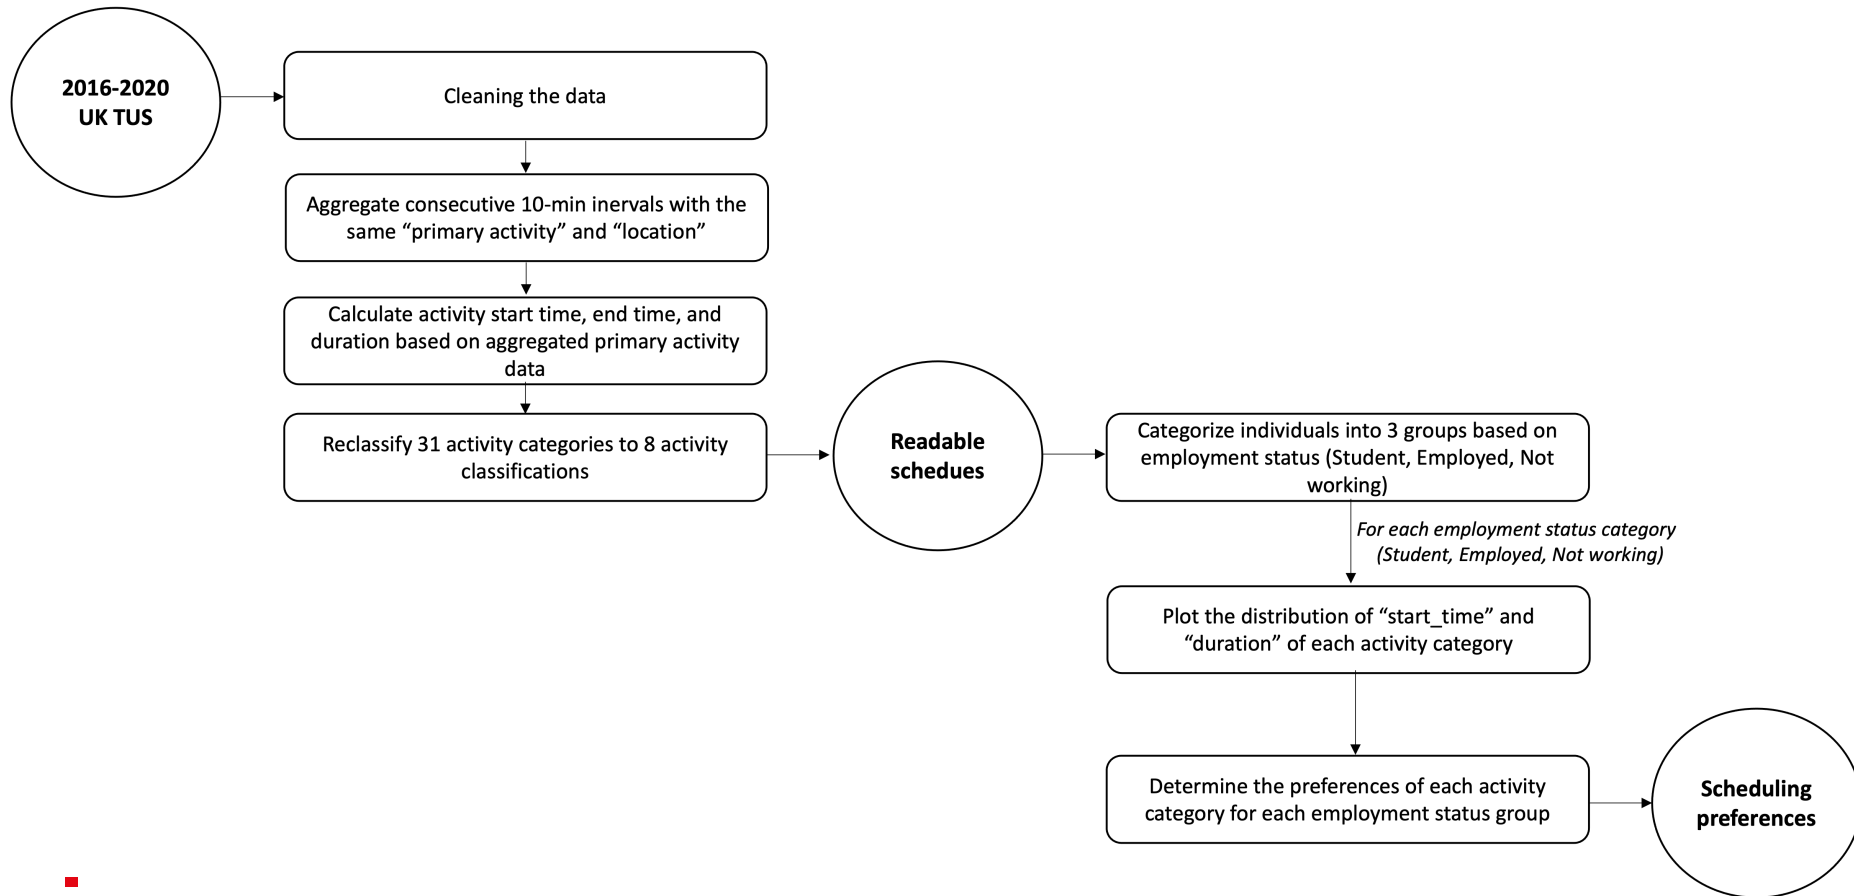 2016-2020
UK TUS
Cleaning the data
Aggregate consecutive 10-min inervals with the
same “primary activity” and “location”
Calculate activity start time, end time, and
duration based on aggregated primary activity
data
Reclassify 31 activity categories to 8 activity
classifications
Readable
schedues
Categorize individuals into 3 groups based on
employment status (Student, Employed, Not
working)
For each employment status category
(Student, Employed, Not working)
Plot the distribution of “start_time” and
“duration” of each activity category
Determine the preferences of each activity
category for each employment status group
Scheduling
preferences